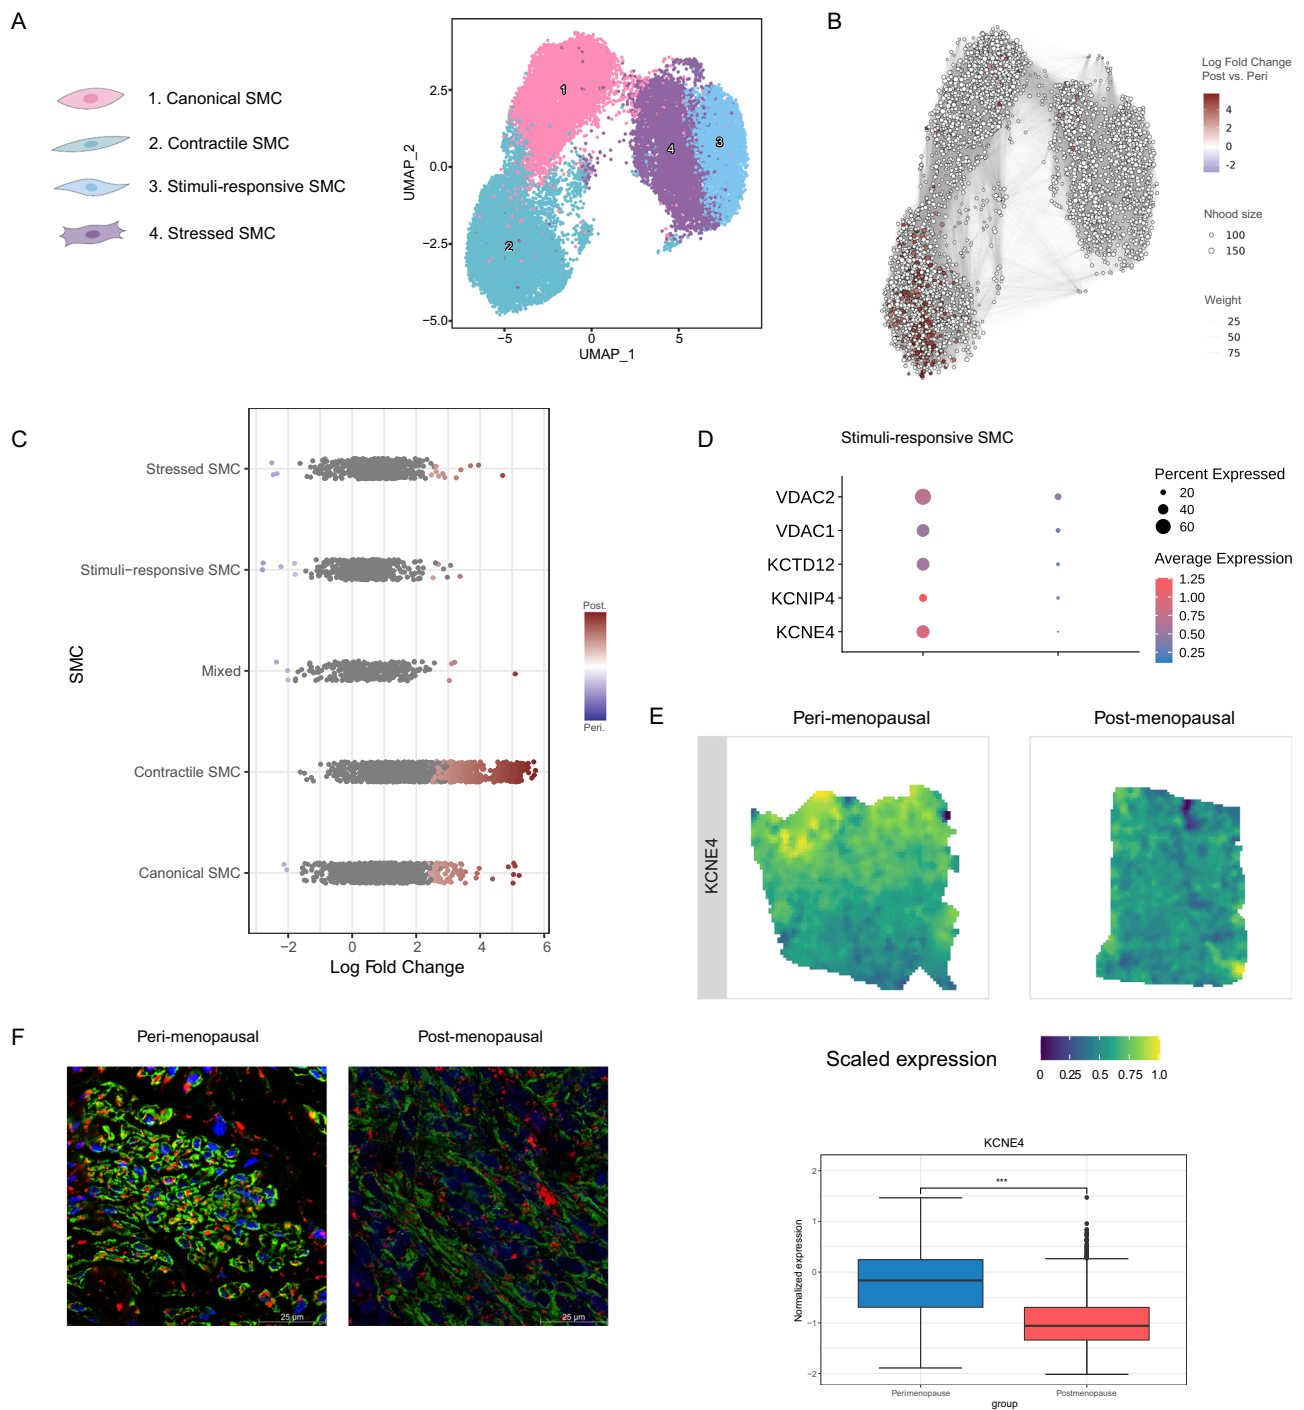 A
1. Canonical SMC
2. Contractile SMC
3. Stimuli-responsive SMC
4. Stressed SMC
UMAP_2
2.5
0.0
−2.5
−5.0
1
2
3
4
−5
0
5
UMAP_1
B
Log Fold Change
Post vs. Peri
4
2
0
-2
Nhood size
100
150
Weight
25
50
75
C
SMC
Stressed SMC
Stimuli-responsive SMC
Mixed
Contractile SMC
Canonical SMC
−2
0
2
4
6
Log Fold Change
Post.
Peri.
D
Stimuli-responsive SMC
VDAC2
VDAC1
KCTD12
KCNIP4
KCNE4
Percent Expressed
20
40
60
Average Expression
1.25
1.00
0.75
0.50
0.25
E
Peri-menopausal
Post-menopausal
KCNE4
Scaled expression
0
0.25
0.5
0.75
1.0
KCNE4
***
Normalized expression
2
1
0
−1
−2
Perimenopause
Postmenopause
group
F
Peri-menopausal
Post-menopausal
25 μm
25 μm